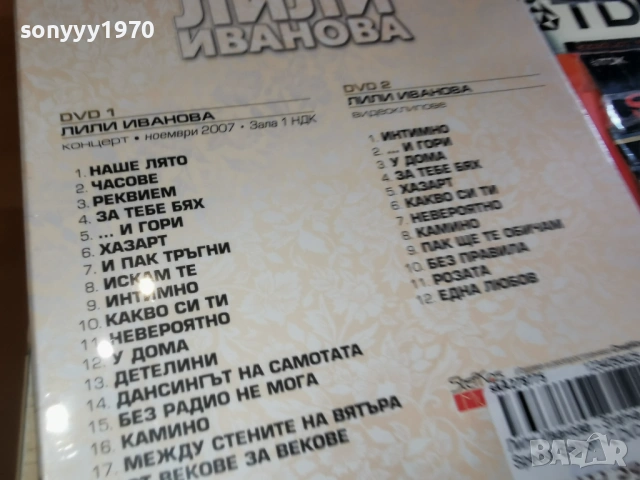 sonyyy1970
ЛИЛИ
ИВАНОВА
DVD 1
ЛИЛИ ИВАНОВА
концерт • ноември 2007 • Зала 1 НДК
1. НАШЕ ЛЯТО
2. ЧАСОВЕ
3. РЕКВИЕМ
4. ЗА ТЕБЕ БЯХ
5. ... И ГОРИ
6. ХАЗАРТ
7. И ПАК ТРЪГНИ
8. ИСКАМ ТЕ
9. ИНТИМНО
10. КАКВО СИ ТИ
11. НЕВЕРОЯТНО
12. У ДОМА
13. ДЕТЕЛИНИ
14. ДАНСИНГЪТ НА САМОТАТА
15. БЕЗ РАДИО НЕ МОГА
16. КАМИНО
17. МЕЖДУ СТЕНИТЕ НА ВЯТЪРА
ОТ ВЕКОВЕ ЗА ВЕКОВЕ
DVD 2
ЛИЛИ ИВАНОВА
видеоклипове
1. ИНТИМНО
2. ... И ГОРИ
3. У ДОМА
4. ЗА ТЕБЕ БЯХ
5. ХАЗАРТ
6. КАКВО СИ ТИ
7. НЕВЕРОЯТНО
8. КАМИНО
9. ПАК ЩЕ ТЕ ОБИЧАМ
10. БЕЗ ПРАВИЛА
11. РОЗАТА
12. ЕДНА ЛЮБОВ
BAZAR